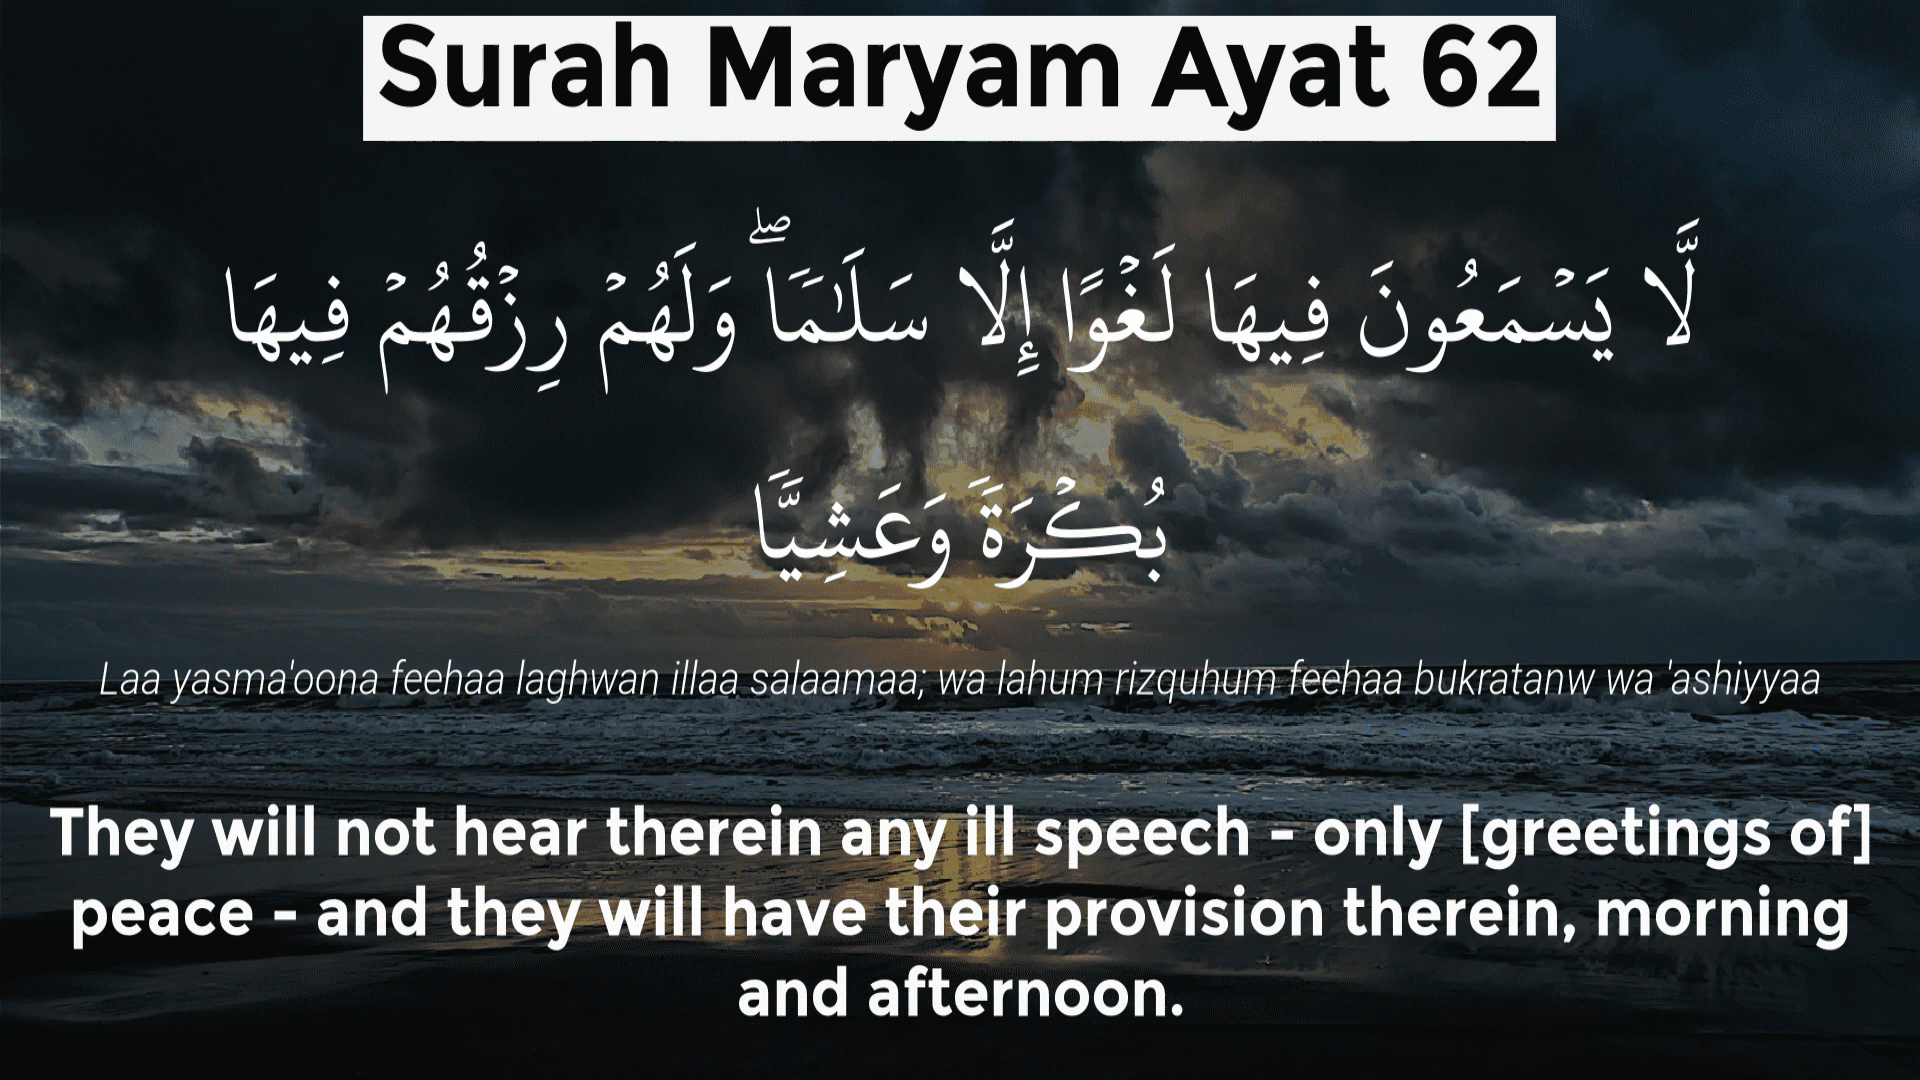 Surah Maryam Ayat 62
لَّا يَسْمَعُونَ فِيهَا لَغْوًا إِلَّا سَلَـٰمًا ۖ وَلَهُمْ رِزْقُهُمْ فِيهَا
بُكْرَةً وَعَشِيًّا
Laa yasma'oona feehaa laghwan illaa salaamaa; wa lahum rizquhum feehaa bukratanw wa 'ashiyyaa
They will not hear therein any ill speech - only [greetings of]
peace - and they will have their provision therein, morning
and afternoon.